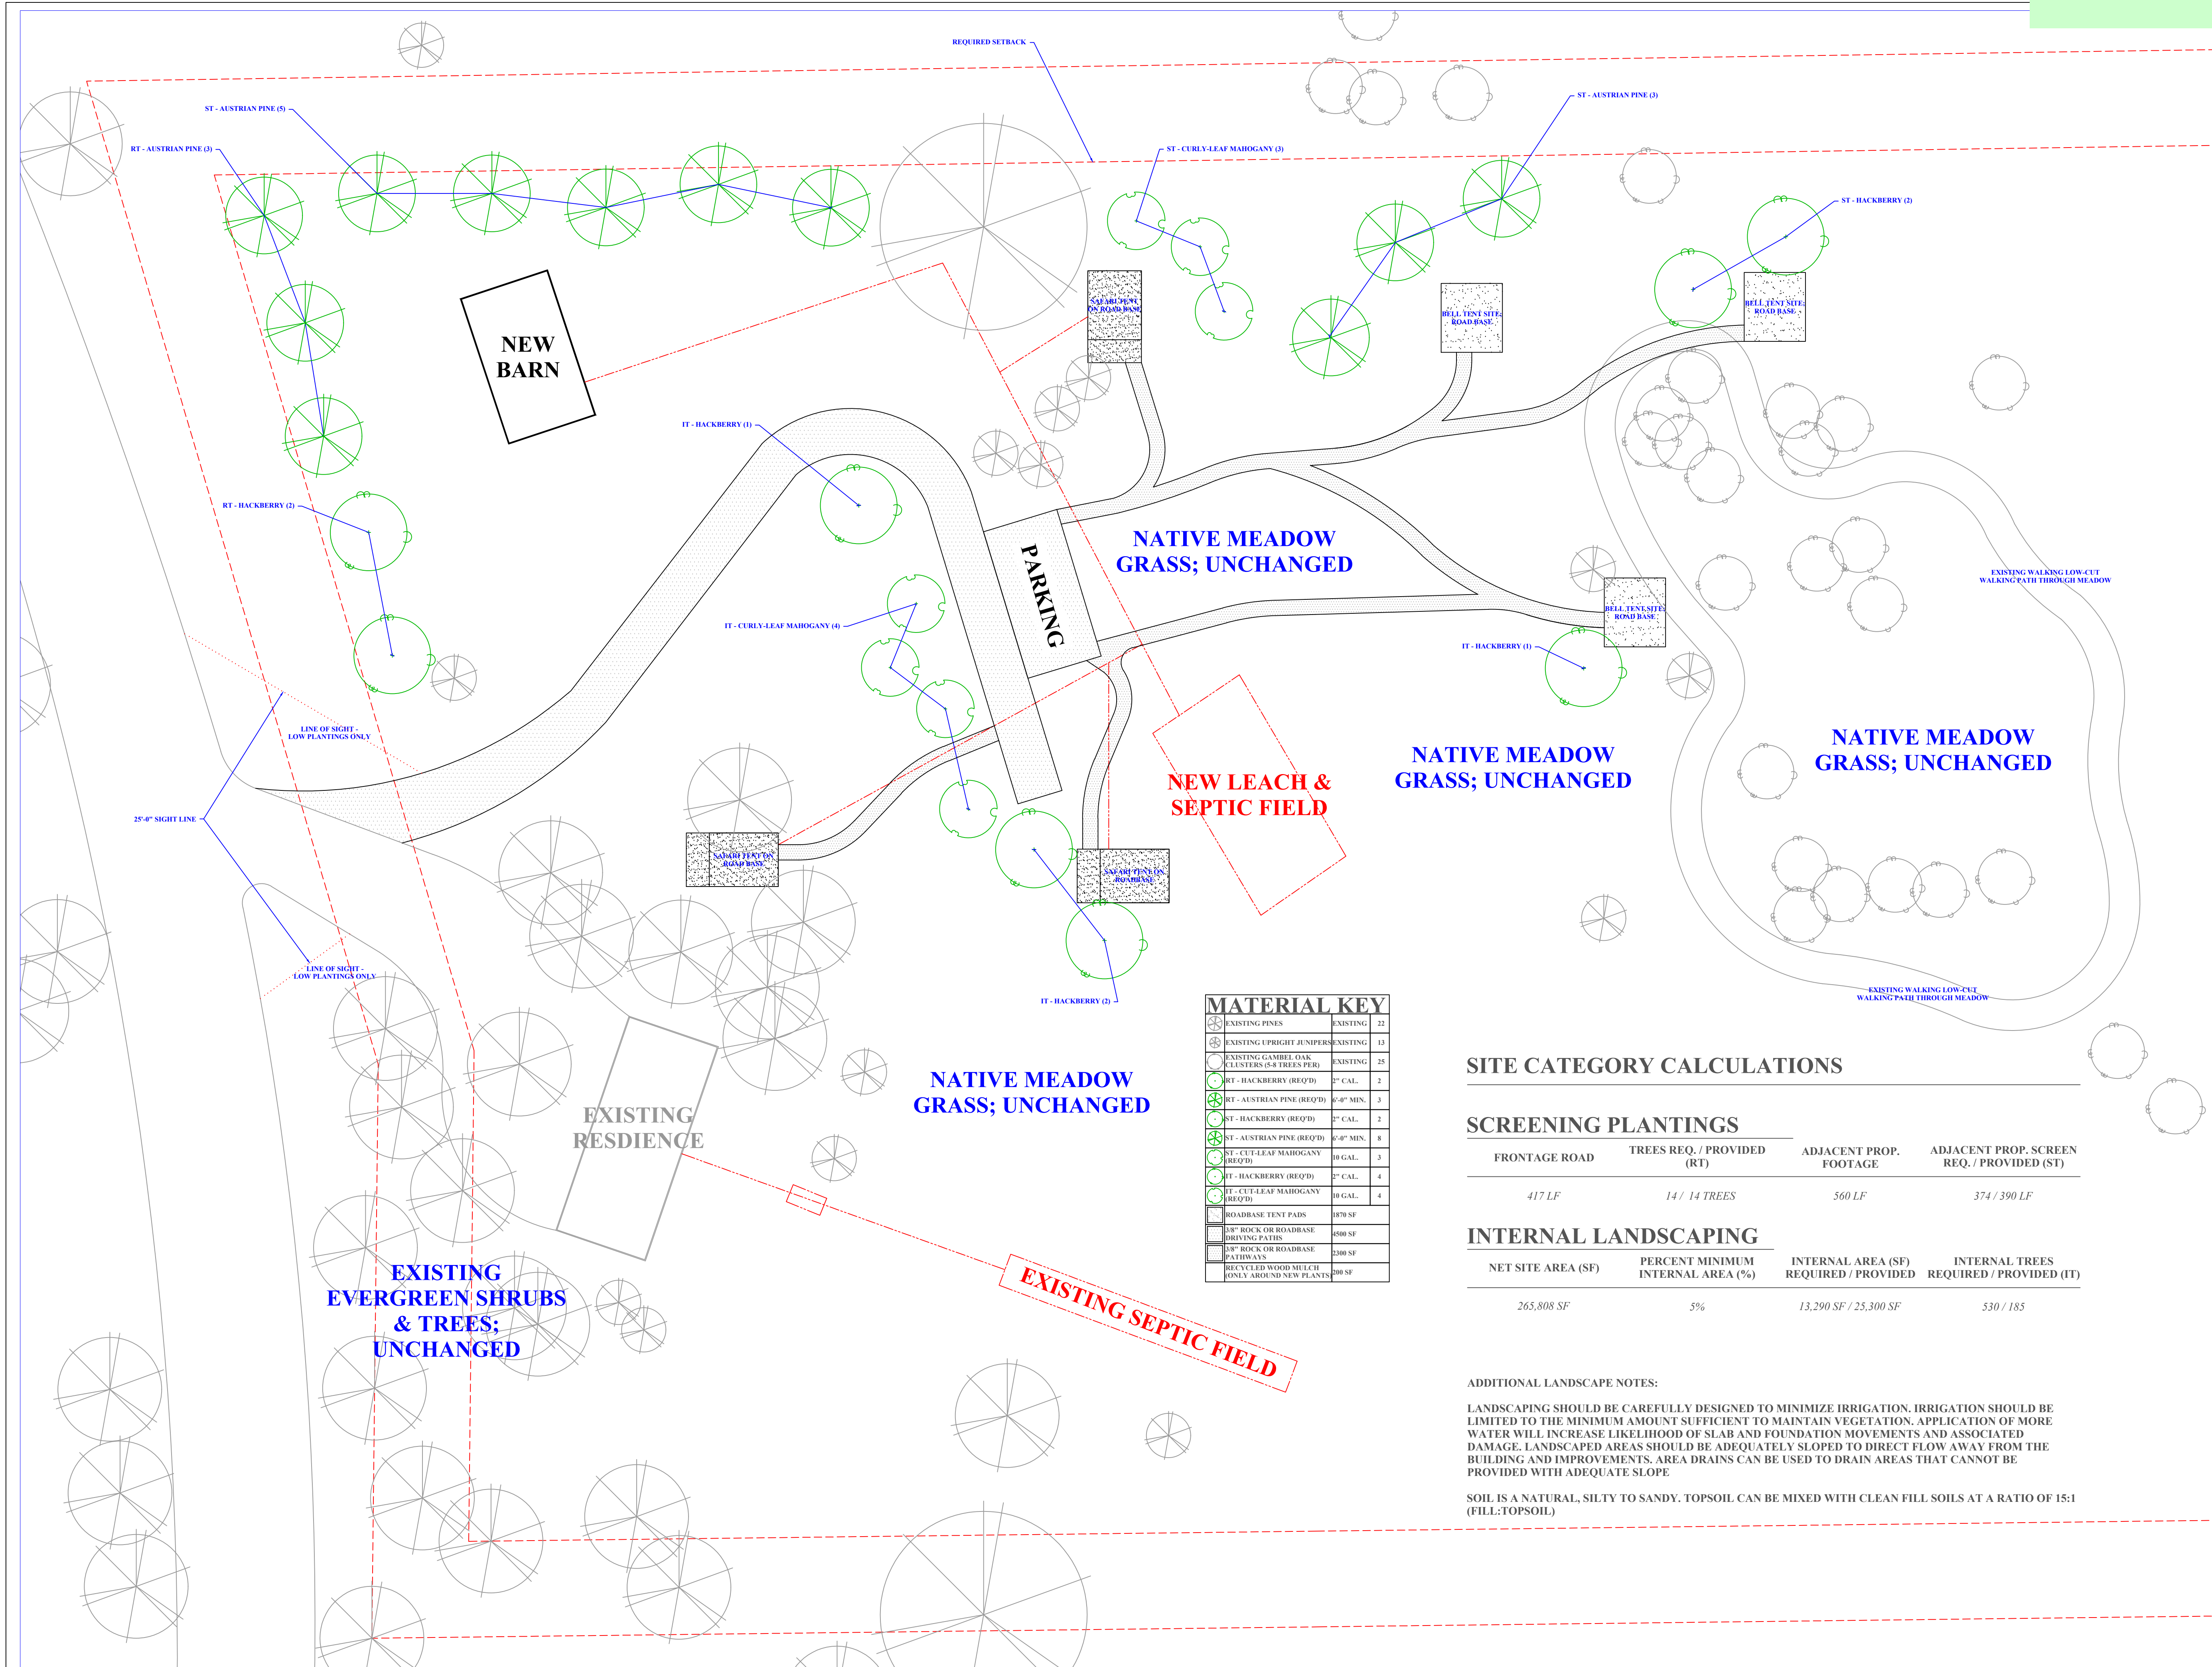 REQUIRED SETBACK
ST - AUSTRIAN PINE (5)
ST - AUSTRIAN PINE (3)
RT - AUSTRIAN PINE (3)
ST - CURLY-LEAF MAHOGANY (3)
ST - HACKBERRY (2)
SAFARI TENT
ON ROAD BASE
BELL TENT SITE;
ROAD BASE
BELL TENT SITE;
ROAD BASE
NEW
BARN
IT - HACKBERRY (1)
RT - HACKBERRY (2)
PARKING
NATIVE MEADOW
GRASS; UNCHANGED
EXISTING WALKING LOW-CUT
WALKING PATH THROUGH MEADOW
BELL TENT SITE;
ROAD BASE
IT - CURLY-LEAF MAHOGANY (4)
IT - HACKBERRY (1)
LINE OF SIGHT -
LOW PLANTINGS ONLY
NATIVE MEADOW
GRASS; UNCHANGED
NATIVE MEADOW
GRASS; UNCHANGED
NEW LEACH &
SEPTIC FIELD
25'-0" SIGHT LINE
SAFARI TENT ON
ROAD BASE
SAFARI TENT ON
ROADBASE
LINE OF SIGHT -
LOW PLANTINGS ONLY
EXISTING WALKING LOW-CUT
WALKING PATH THROUGH MEADOW
IT - HACKBERRY (2)
NATIVE MEADOW
GRASS; UNCHANGED
EXISTING
RESDIENCE
EXISTING
EVERGREEN SHRUBS
& TREES;
UNCHANGED
EXISTING SEPTIC FIELD
MATERIAL KEY
EXISTING PINES EXISTING 22
EXISTING UPRIGHT JUNIPERS EXISTING 13
EXISTING GAMBEL OAK
CLUSTERS (5-8 TREES PER) EXISTING 25
RT - HACKBERRY (REQ'D) 2" CAL. 2
RT - AUSTRIAN PINE (REQ'D) 6'-0" MIN. 3
ST - HACKBERRY (REQ'D) 2" CAL. 2
ST - AUSTRIAN PINE (REQ'D) 6'-0" MIN. 8
ST - CUT-LEAF MAHOGANY
(REQ'D) 10 GAL. 3
IT - HACKBERRY (REQ'D) 2" CAL. 4
IT - CUT-LEAF MAHOGANY
(REQ'D) 10 GAL. 4
ROADBASE TENT PADS 1870 SF
3/8" ROCK OR ROADBASE
DRIVING PATHS 4500 SF
3/8" ROCK OR ROADBASE
PATHWAYS 2300 SF
RECYCLED WOOD MULCH
(ONLY AROUND NEW PLANTS) 200 SF
SITE CATEGORY CALCULATIONS
SCREENING PLANTINGS
FRONTAGE ROAD TREES REQ. / PROVIDED
(RT) ADJACENT PROP.
FOOTAGE ADJACENT PROP. SCREEN
REQ. / PROVIDED (ST)
417 LF 14 / 14 TREES 560 LF 374 / 390 LF
INTERNAL LANDSCAPING
NET SITE AREA (SF) PERCENT MINIMUM
INTERNAL AREA (%) INTERNAL AREA (SF)
REQUIRED / PROVIDED INTERNAL TREES
REQUIRED / PROVIDED (IT)
265,808 SF 5% 13,290 SF / 25,300 SF 530 / 185
ADDITIONAL LANDSCAPE NOTES:
LANDSCAPING SHOULD BE CAREFULLY DESIGNED TO MINIMIZE IRRIGATION. IRRIGATION SHOULD BE
LIMITED TO THE MINIMUM AMOUNT SUFFICIENT TO MAINTAIN VEGETATION. APPLICATION OF MORE
WATER WILL INCREASE LIKELIHOOD OF SLAB AND FOUNDATION MOVEMENTS AND ASSOCIATED
DAMAGE. LANDSCAPED AREAS SHOULD BE ADEQUATELY SLOPED TO DIRECT FLOW AWAY FROM THE
BUILDING AND IMPROVEMENTS. AREA DRAINS CAN BE USED TO DRAIN AREAS THAT CANNOT BE
PROVIDED WITH ADEQUATE SLOPE
SOIL IS A NATURAL, SILTY TO SANDY. TOPSOIL CAN BE MIXED WITH CLEAN FILL SOILS AT A RATIO OF 15:1
(FILL:TOPSOIL)